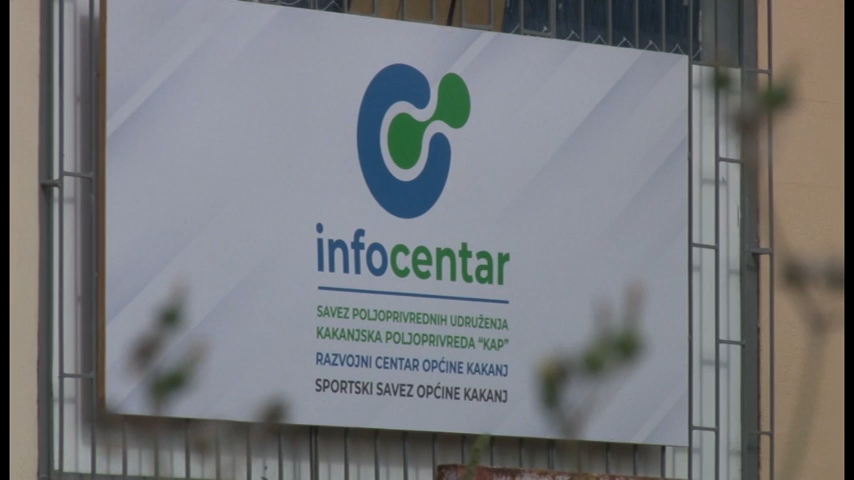 infocentar
SAVEZ POLJOPRIVREDNIH UDRUŽENJA
KAKANJSKA POLJOPRIVREDA "KAP"
RAZVOJNI CENTAR OPĆINE KAKANJ
SPORTSKI SAVEZ OPĆINE KAKANJ